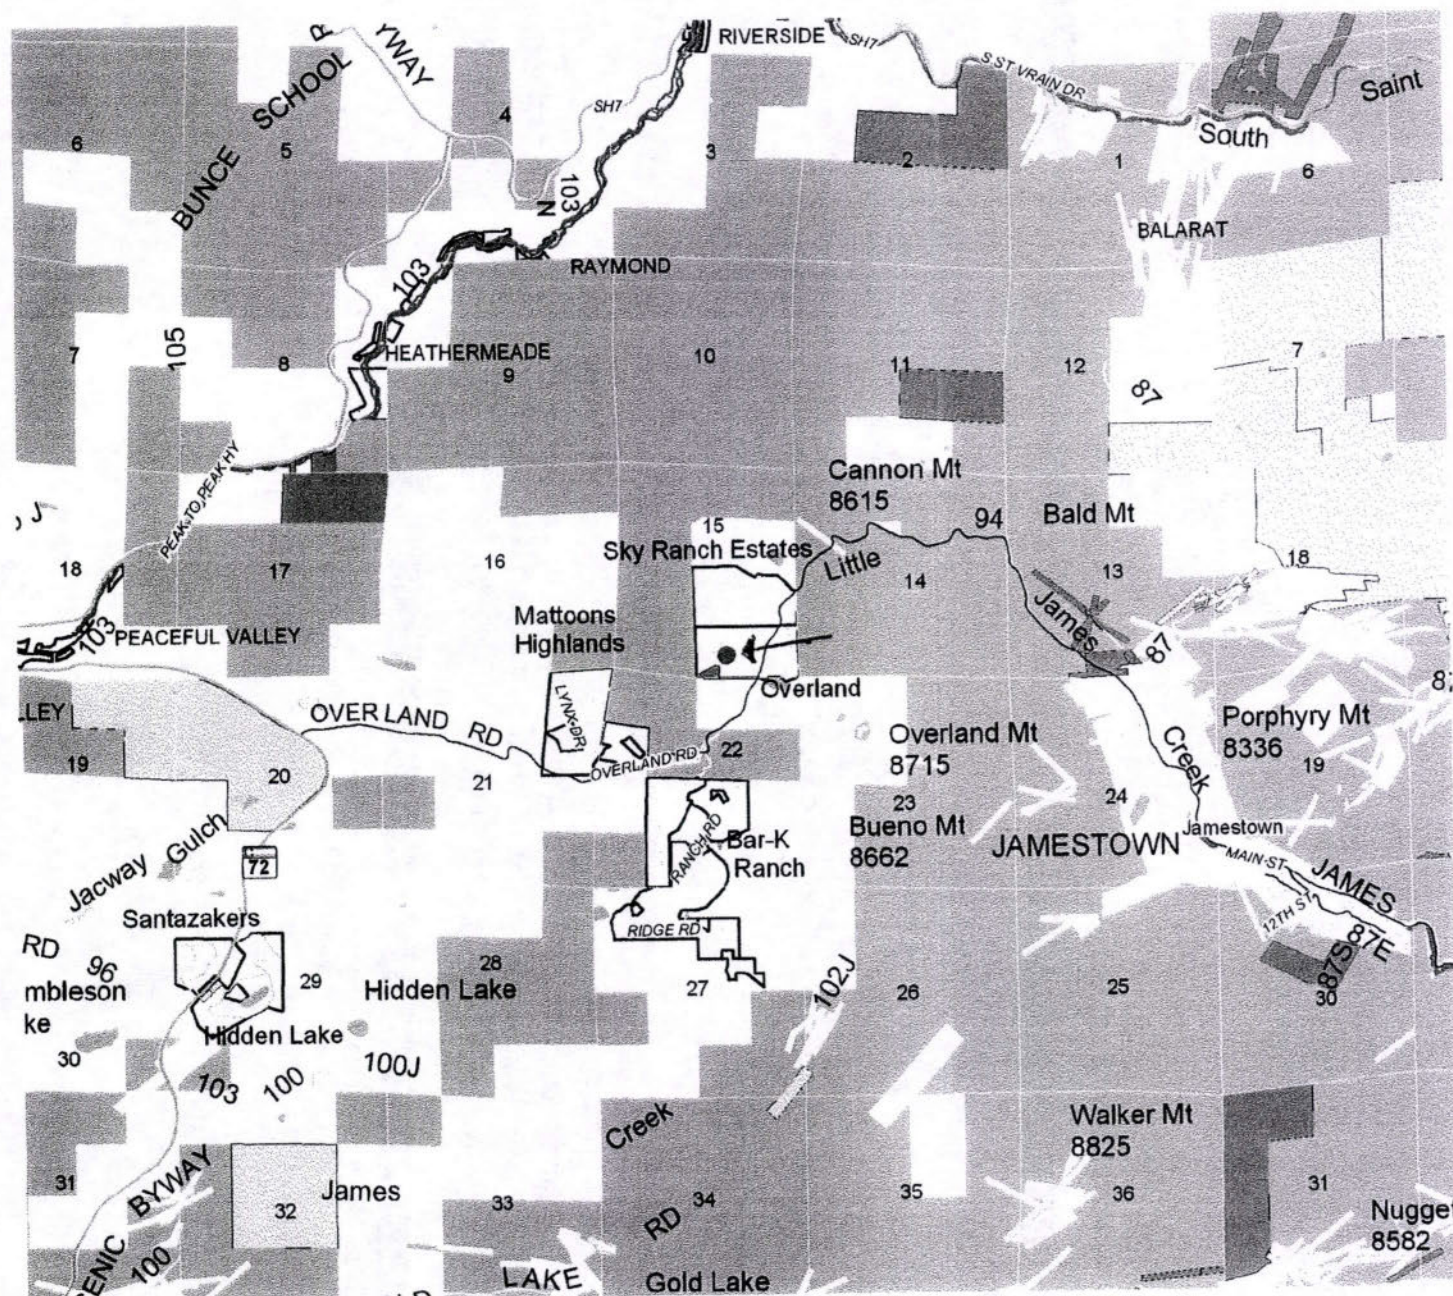 YWAY
RIVERSIDE
SH7
S ST VRAIN DR
Saint
SH7
4
6
5
BUNCE SCHOOL
3
2
1
South
6
N
103
BALARAT
RAYMOND
103
105
7
8
HEATHERMEADE
9
10
11
12
7
87
PEAK TO PEAK HY
Cannon Mt
8615
94
Bald Mt
J
15
Sky Ranch Estates
Little
16
14
13
18
18
17
James
Mattoons
Highlands
PEACEFUL VALLEY
103
87
LYNX DR
Overland
LLEY
OVERLAND RD
Overland Mt
8715
Porphyry Mt
8336
Creek
22
OVERLAND RD
19
20
21
19
23
24
Bueno Mt
8662
JAMESTOWN
Jamestown
Jacway Gulch
RANCH RD
Bar-K
Ranch
MAIN ST
JAMES
72
Santazakers
12TH ST
RIDGE RD
87E
RD
96
87S
mbleson
ke
29
28
Hidden Lake
27
102J
26
25
30
Hidden Lake
30
100J
103
100
Creek
Walker Mt
8825
BYWAY
31
James
32
33
34
35
36
31
RD
Nugget
8582
ENIC
100
LAKE
Gold Lake